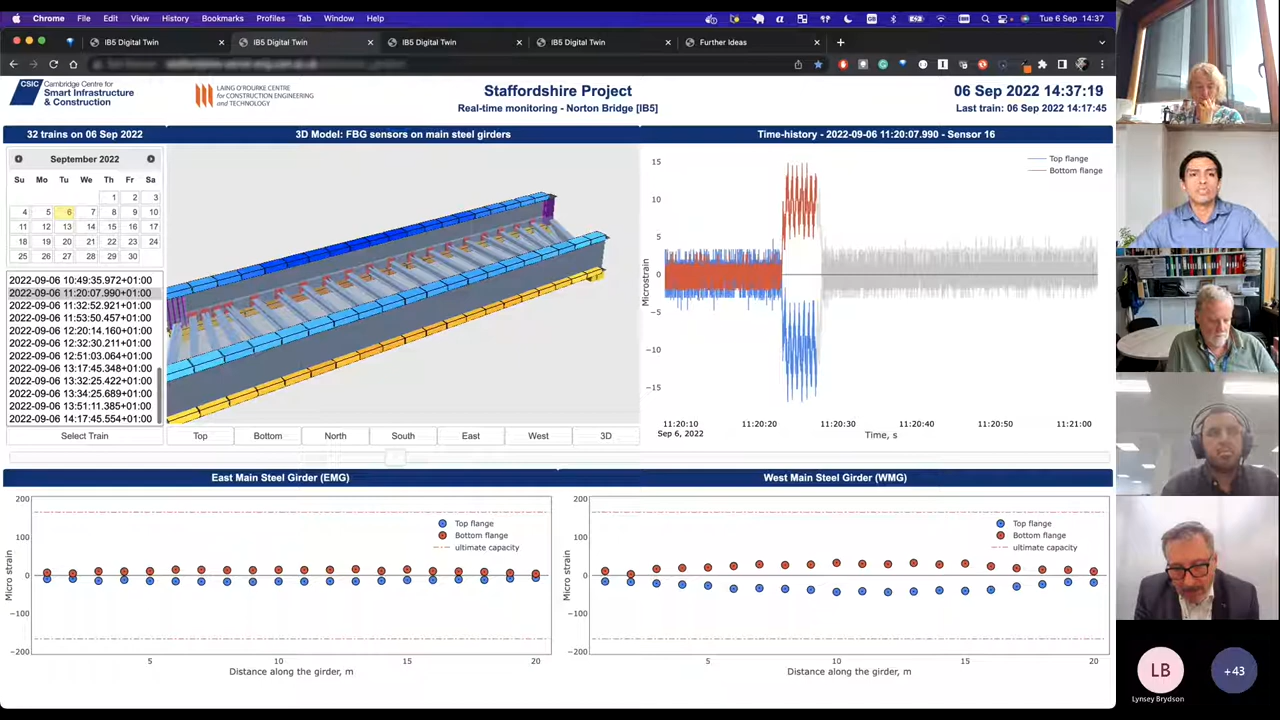 Chrome File Edit View History Bookmarks Profiles Tab Window Help Tue 6 Sep 14:37
IB5 Digital Twin IB5 Digital Twin IB5 Digital Twin IB5 Digital Twin Further Ideas
CSIC Cambridge Centre for Smart Infrastructure & Construction
LAING O'ROURKE CENTRE FOR CONSTRUCTION ENGINEERING and TECHNOLOGY
Staffordshire Project
Real-time monitoring - Norton Bridge [IB5]
06 Sep 2022 14:37:19
Last train: 06 Sep 2022 14:17:45
32 trains on 06 Sep 2022
3D Model: FBG sensors on main steel girders
Time-history - 2022-09-06 11:20:07.990 - Sensor 16
September 2022
Su Mo Tu We Th Fr Sa
1 2 3
4 5 6 7 8 9 10
11 12 13 14 15 16 17
18 19 20 21 22 23 24
25 26 27 28 29 30
2022-09-06 10:49:35.972+01:00
2022-09-06 11:20:07.990+01:00
2022-09-06 11:32:52.921+01:00
2022-09-06 11:53:50.457+01:00
2022-09-06 12:20:14.160+01:00
2022-09-06 12:32:30.211+01:00
2022-09-06 12:51:03.064+01:00
2022-09-06 13:17:45.348+01:00
2022-09-06 13:32:25.422+01:00
2022-09-06 13:34:25.689+01:00
2022-09-06 13:51:11.385+01:00
2022-09-06 14:17:45.554+01:00
Select Train
Top Bottom North South East West 3D
Top flange
Bottom flange
15
10
5
0
−5
−10
−15
Microstrain
11:20:10 11:20:20 11:20:30 11:20:40 11:20:50 11:21:00
Sep 6, 2022
Time, s
East Main Steel Girder (EMG)
200
100
0
−100
−200
Micro strain
Top flange
Bottom flange
ultimate capacity
5 10 15 20
Distance along the girder, m
West Main Steel Girder (WMG)
200
100
0
−100
−200
Micro strain
Top flange
Bottom flange
ultimate capacity
5 10 15 20
Distance along the girder, m
LB
Lynsey Brydson
+43